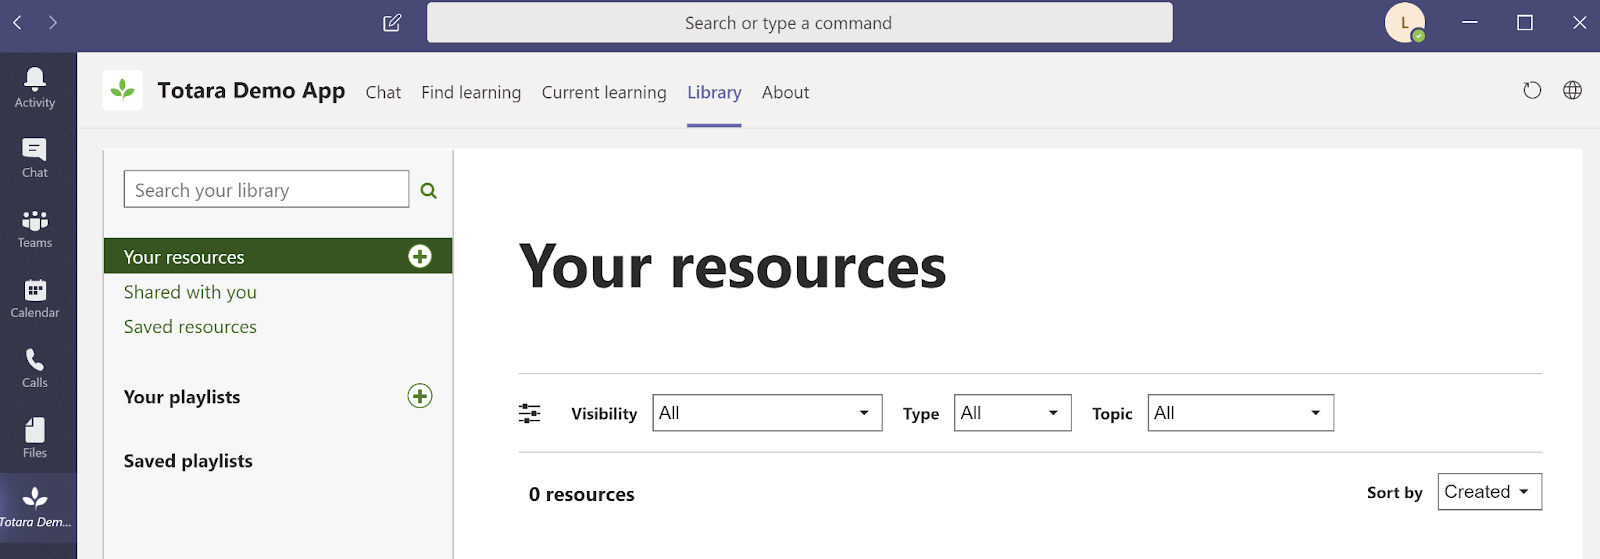 Search or type a command
L
Activity
Chat
Teams
Calendar
Calls
Files
Totara Dem...
Totara Demo App Chat Find learning Current learning Library About
Search your library
Your resources
Shared with you
Saved resources
Your playlists
Saved playlists
Your resources
Visibility All Type All Topic All
0 resources
Sort by Created